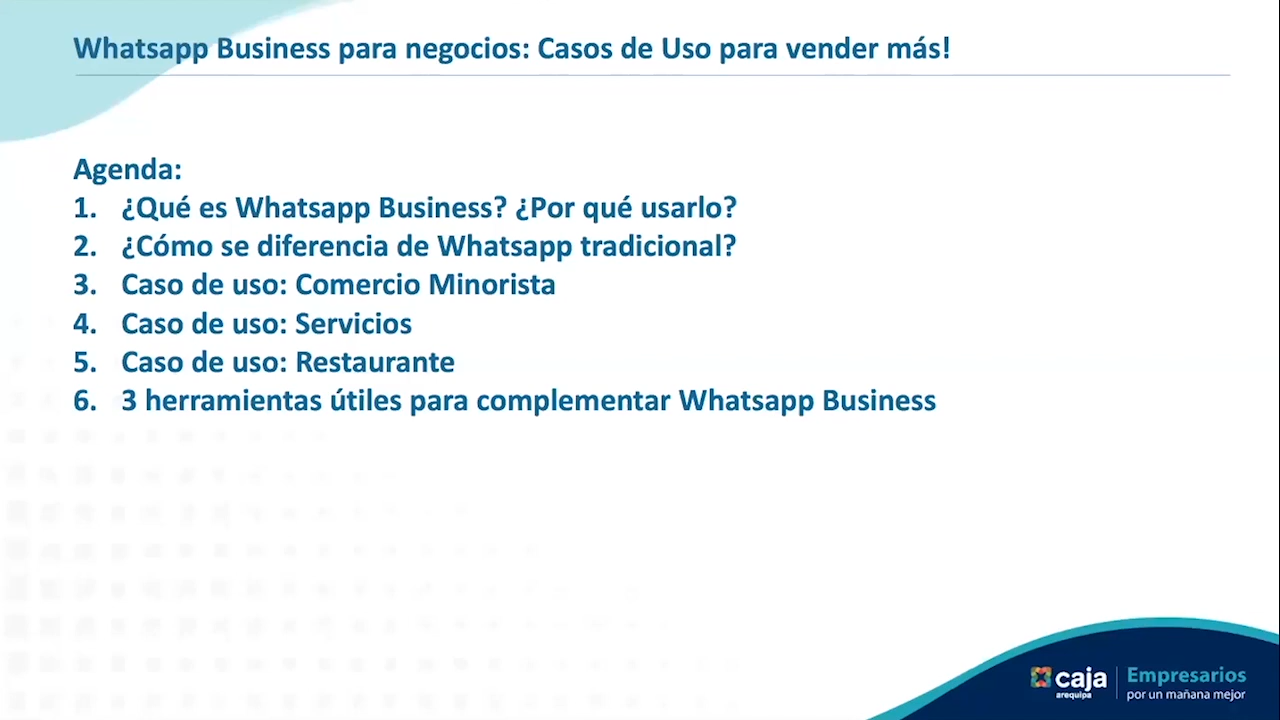 Whatsapp Business para negocios: Casos de Uso para vender más!
Agenda:
1. ¿Qué es Whatsapp Business? ¿Por qué usarlo?
2. ¿Cómo se diferencia de Whatsapp tradicional?
3. Caso de uso: Comercio Minorista
4. Caso de uso: Servicios
5. Caso de uso: Restaurante
6. 3 herramientas útiles para complementar Whatsapp Business
caja
arequipa
Empresarios
por un mañana mejor